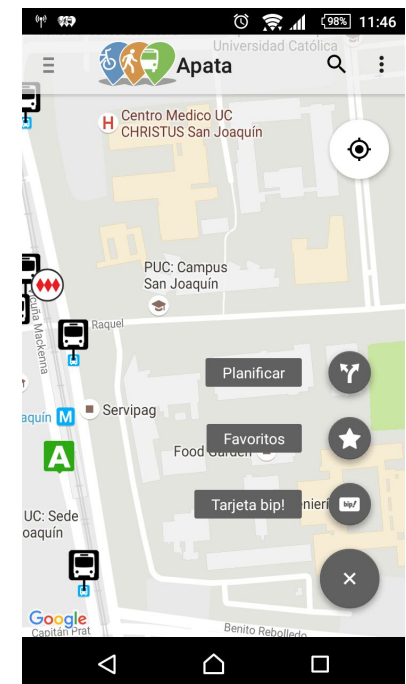 98% 11:46
Universidad Católica
Apata
H Centro Medico UC
CHRISTUS San Joaquín
PUC: Campus
San Joaquín
Vicuña Mackenna
Raquel
Planificar
aquín M
Servipag
Favoritos
Food Garden
A
Tarjeta bip!
bip!
enierí
UC: Sede
oaquín
Google
Capitán Prat
Benito Rebolledo